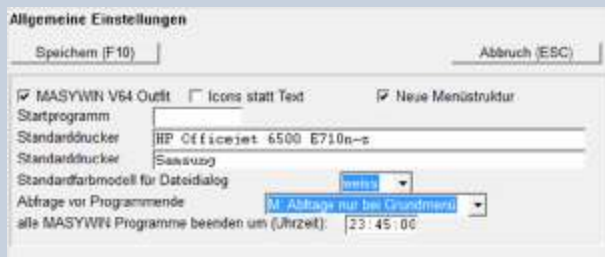 Allgemeine Einstellungen
Speichern (F10) Abbruch (ESC)
MASYWIN V64 Outfit Icons statt Text Neue Menüstruktur
Startprogramm
Standarddrucker HP Officejet 6500 E710n-z
Standarddrucker Samsung
Standardfarbmodell für Dateidialog weiss
Abfrage vor Programmende M: Abfrage nur bei Grundmenü
alle MASYWIN Programme beenden um (Uhrzeit): 23:45:00